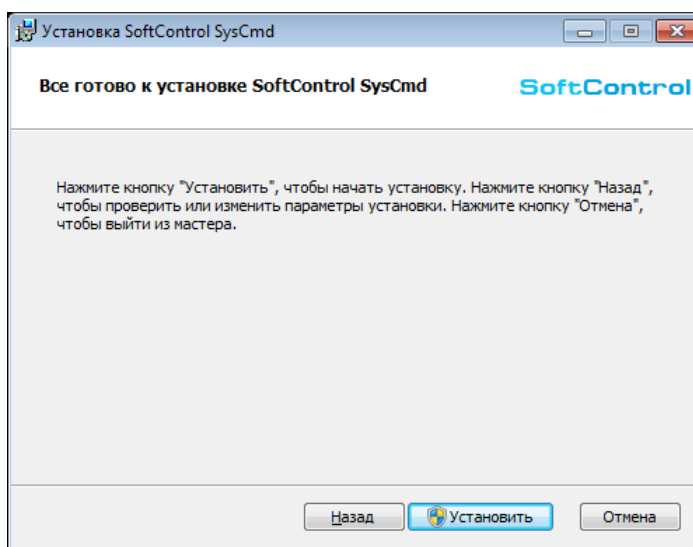 Установка SoftControl SysCmd
Все готово к установке SoftControl SysCmd
SoftControl
Нажмите кнопку "Установить", чтобы начать установку. Нажмите кнопку "Назад",
чтобы проверить или изменить параметры установки. Нажмите кнопку "Отмена",
чтобы выйти из мастера.
Назад
Установить
Отмена